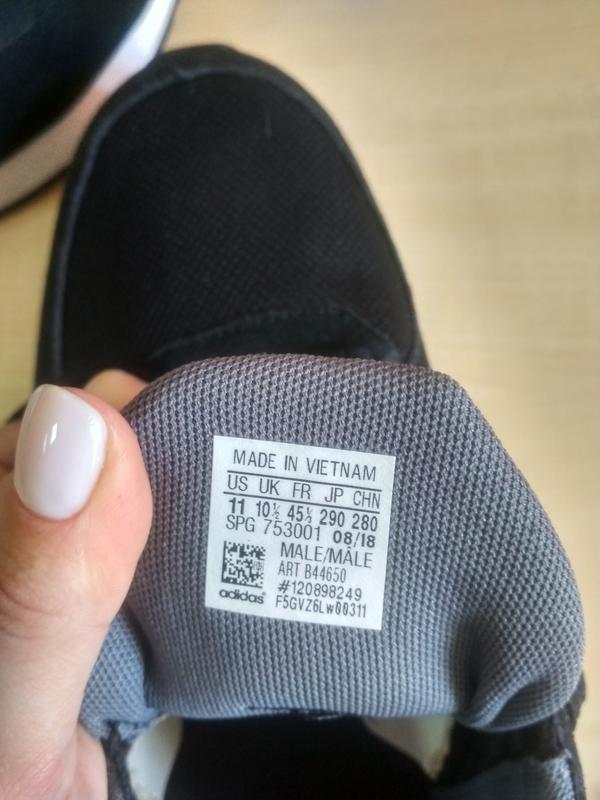 MADE IN VIETNAM
US UK FR JP CHN
11 10½ 45½ 290 280
SPG 753001 08/18
MALE/MÂLE
ART B44650
#120898249
adidas F5GVZ6LW00311